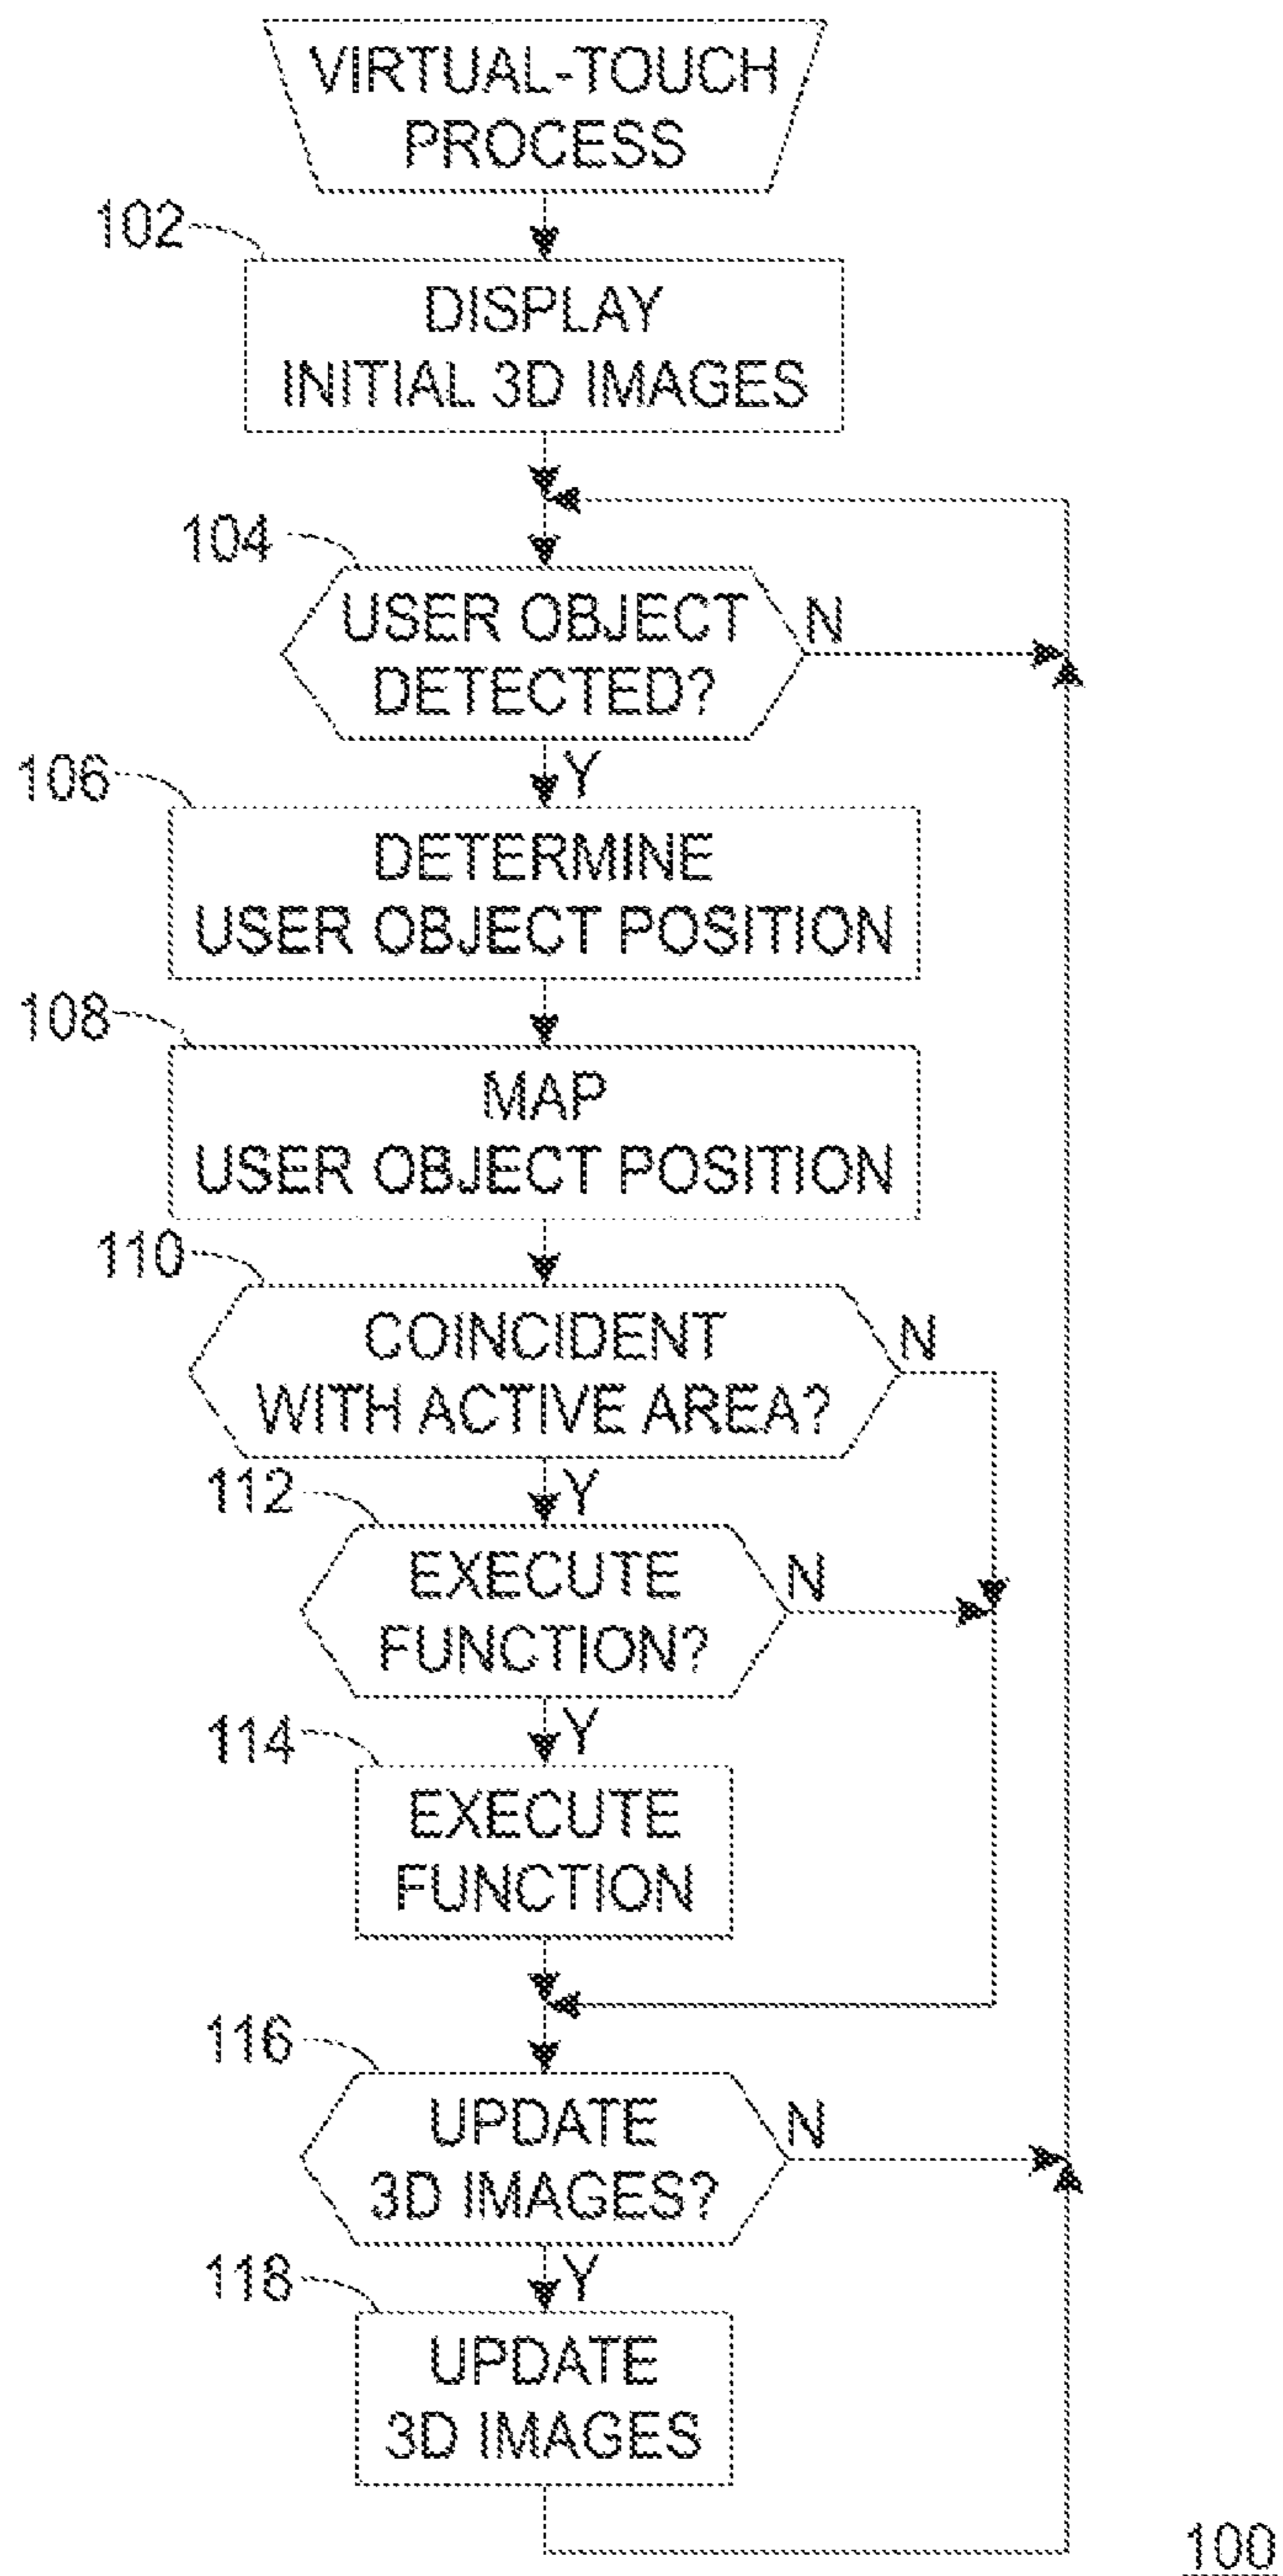 VIRTUAL-TOUCH
PROCESS
102
DISPLAY
INITIAL 3D IMAGES
104
USER OBJECT
DETECTED?
N
Y
106
DETERMINE
USER OBJECT POSITION
108
MAP
USER OBJECT POSITION
110
COINCIDENT
WITH ACTIVE AREA?
N
Y
112
EXECUTE
FUNCTION?
N
Y
114
EXECUTE
FUNCTION
116
UPDATE
3D IMAGES?
N
Y
118
UPDATE
3D IMAGES
100